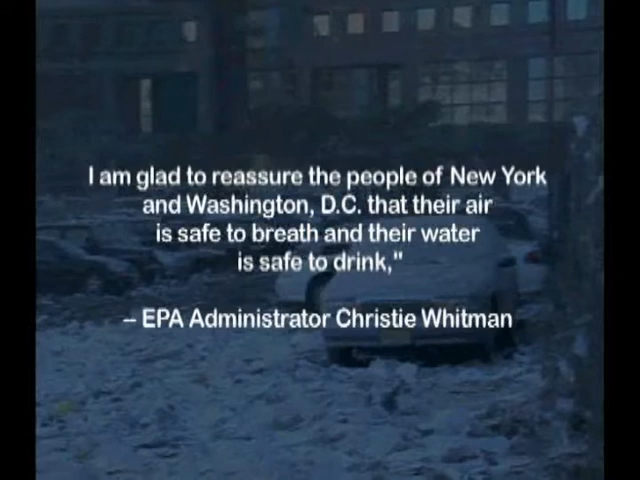 I am glad to reassure the people of New York
and Washington, D.C. that their air
is safe to breath and their water
is safe to drink,"
– EPA Administrator Christie Whitman